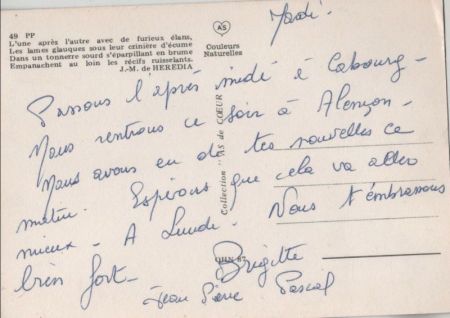 49 PP
L'une après l'autre avec de furieux élans,
Les lames glauques sous leur crinière d'écume
Dans un tonnerre sourd s'éparpillant en brume
Empanachent au loin les récifs ruisselants.
J.-M. de HEREDIA
AS
Couleurs
Naturelles
Collection "AS de COEUR"
Mardi.
Passons l'après midi à Cabourg -
Nous rentrons ce soir à Alençon -
Nous avons eu de tes nouvelles ce
matin. Espérons que cela va aller
mieux - A Lundi. Nous t'embrassons
bien fort -
Brigitte
Jean Pierre Pascal